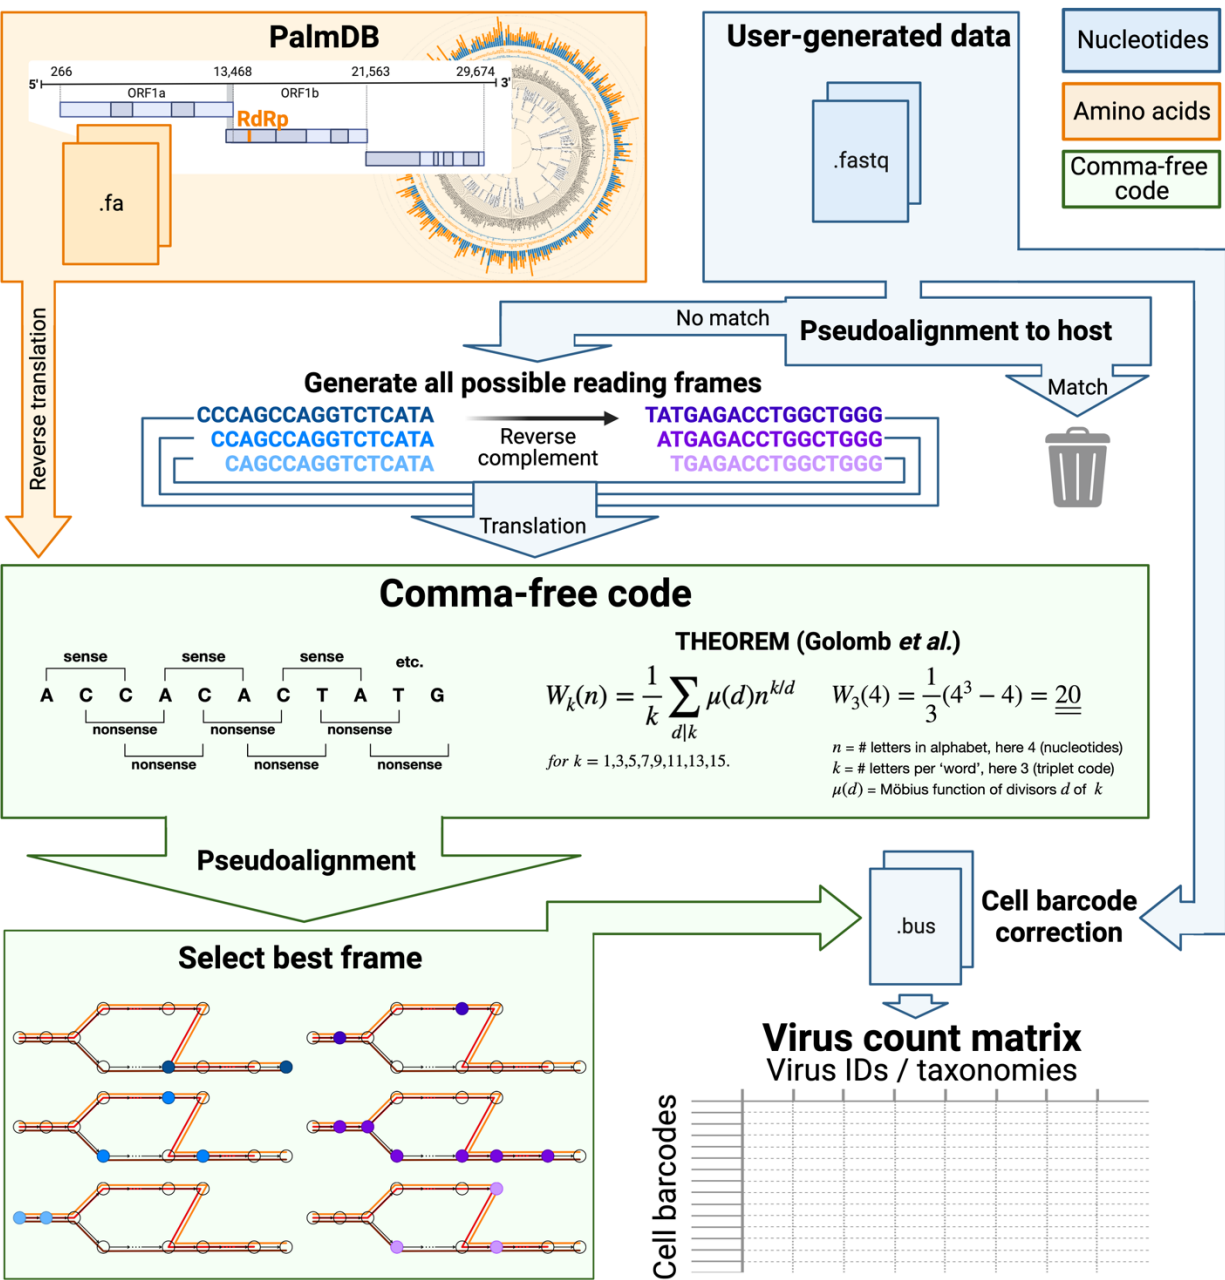 PalmDB
266 13,468 21,563 29,674
5' 3'
ORF1a ORF1b
RdRp
.fa
User-generated data
.fastq
Nucleotides
Amino acids
Comma-free
code
Reverse translation
No match
Pseudoalignment to host
Match
Generate all possible reading frames
CCCAGCCAGGTCTCATA TATGAGACCTGGCTGGG
CCAGCCAGGTCTCATA ATGAGACCTGGCTGGG
CAGCCAGGTCTCATA TGAGACCTGGCTGGG
Reverse
complement
Translation
Comma-free code
sense sense sense etc.
A C C A C A C T A T G
nonsense nonsense nonsense
nonsense nonsense nonsense
THEOREM (Golomb et al.)
W_k(n) = 1/k ∑_{d|k} μ(d)n^{k/d}
W_3(4) = 1/3(4^3 − 4) = 20
for k = 1,3,5,7,9,11,13,15.
n = # letters in alphabet, here 4 (nucleotides)
k = # letters per ‘word’, here 3 (triplet code)
μ(d) = Möbius function of divisors d of k
Pseudoalignment
Select best frame
.bus
Cell barcode
correction
Virus count matrix
Virus IDs / taxonomies
Cell barcodes